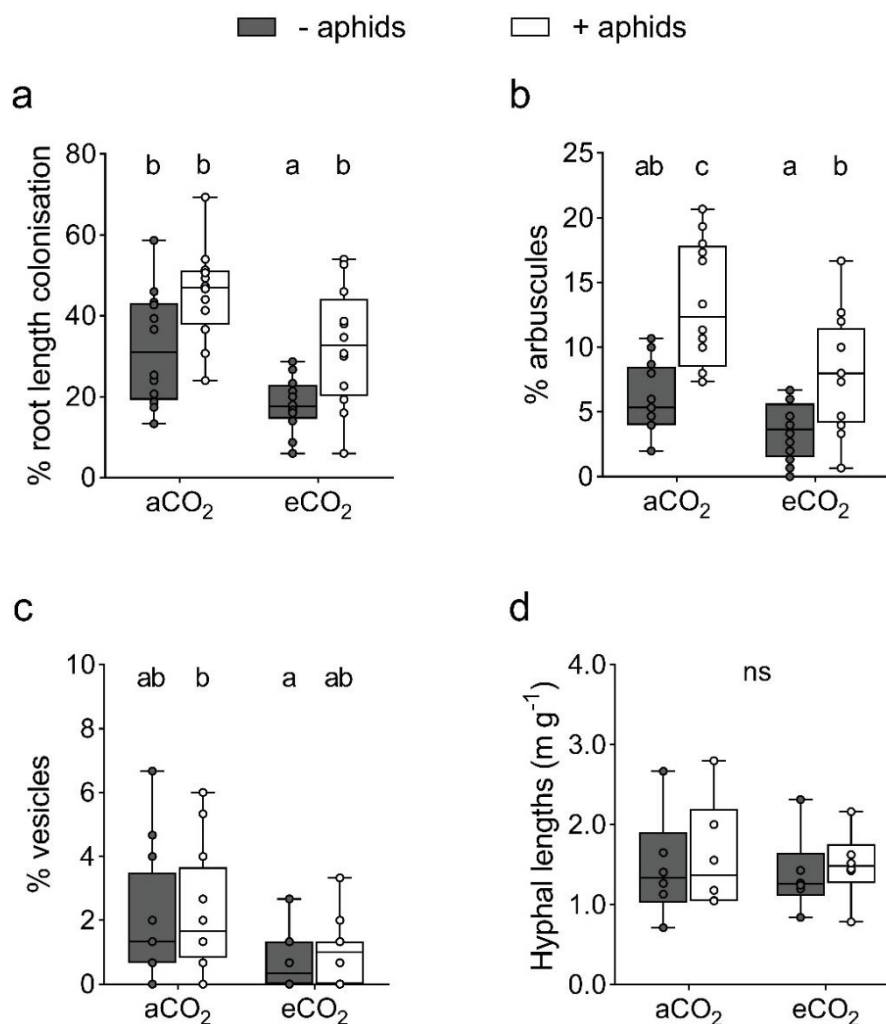 - aphids + aphids
a
% root length colonisation
80
60
40
20
0
b b a b
aCO₂ eCO₂
b
% arbuscules
25
20
15
10
5
0
ab c a b
aCO₂ eCO₂
c
% vesicles
10
8
6
4
2
0
ab b a ab
aCO₂ eCO₂
d
Hyphal lengths (m g⁻¹)
4.0
3.0
2.0
1.0
0.0
ns
aCO₂ eCO₂